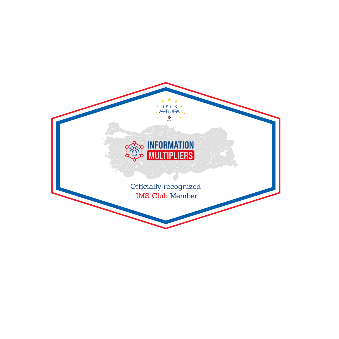 INFORMATION
MULTIPLIERS
Officially recognized
IMS Club Member